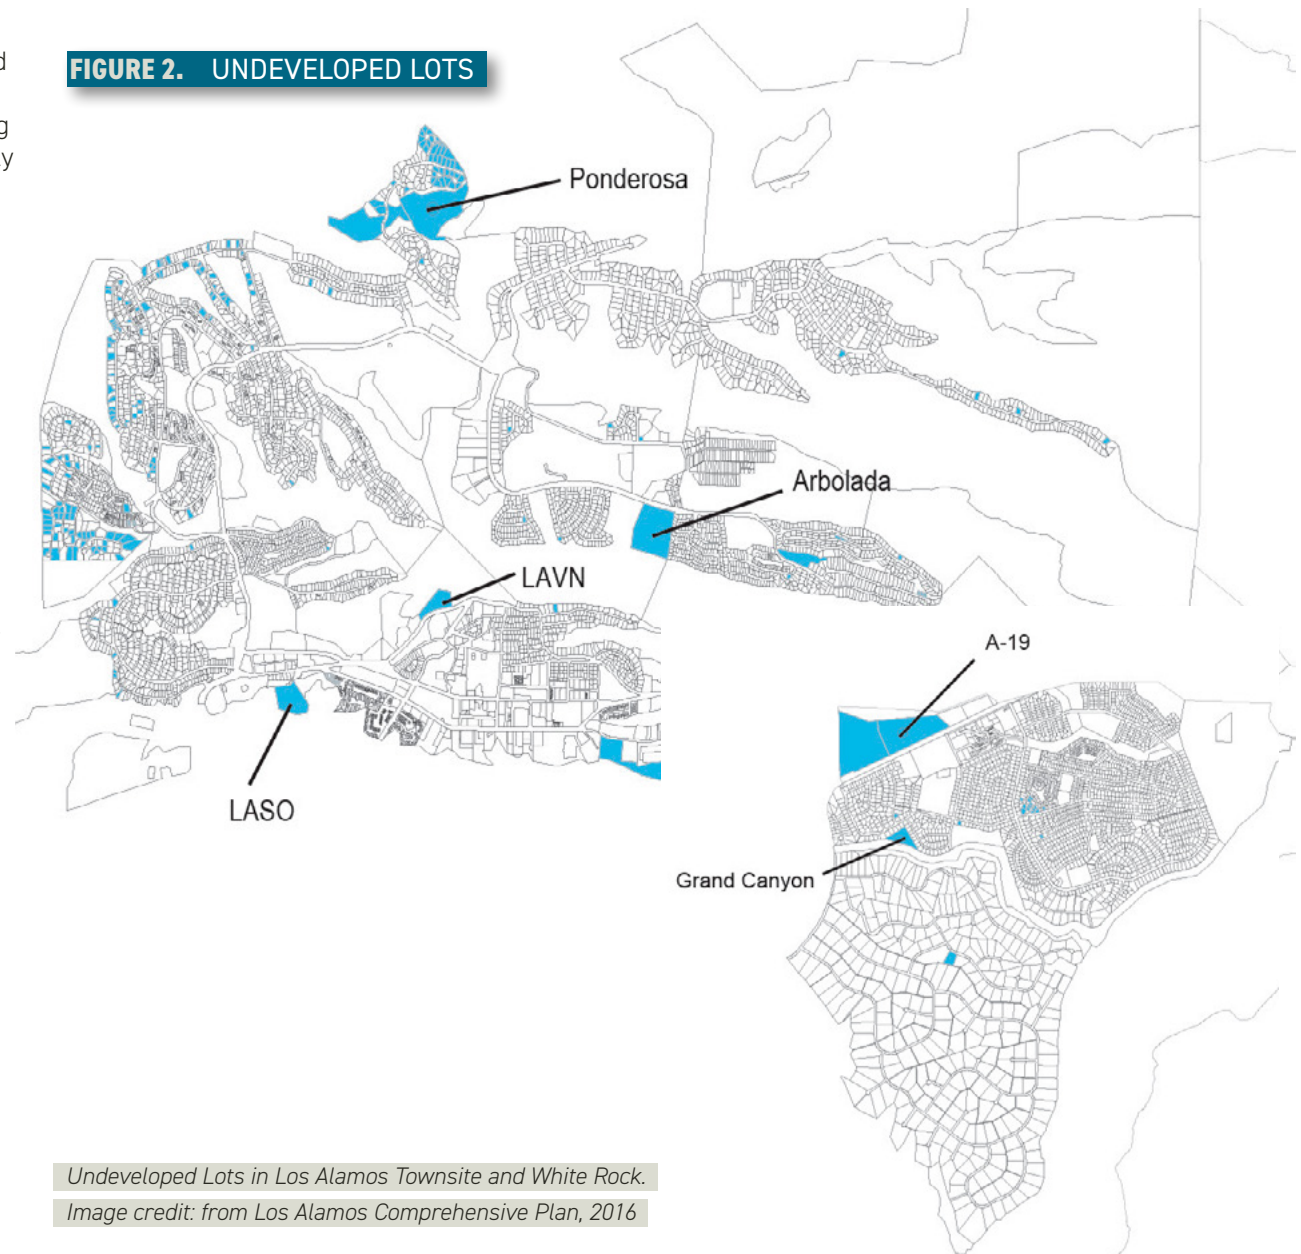 d
g
y
FIGURE 2. UNDEVELOPED LOTS
Ponderosa
Arbolada
LAVN
A-19
LASO
Grand Canyon
Undeveloped Lots in Los Alamos Townsite and White Rock.
Image credit: from Los Alamos Comprehensive Plan, 2016